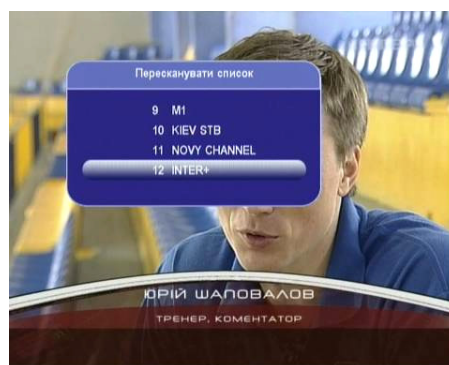 Пересканувати список
9 M1
10 KIEV STB
11 NOVY CHANNEL
12 INTER+
ЮРІЙ ШАПОВАЛОВ
ТРЕНЕР, КОМЕНТАТОР